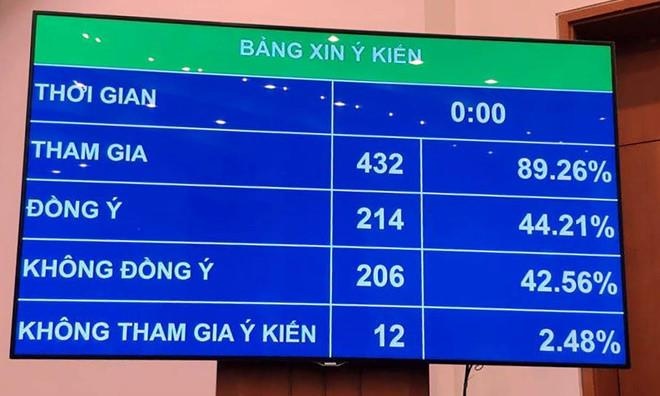 BẢNG XIN Ý KIẾN
THỜI GIAN 0:00
THAM GIA 432 89.26%
ĐỒNG Ý 214 44.21%
KHÔNG ĐỒNG Ý 206 42.56%
KHÔNG THAM GIA Ý KIẾN 12 2.48%